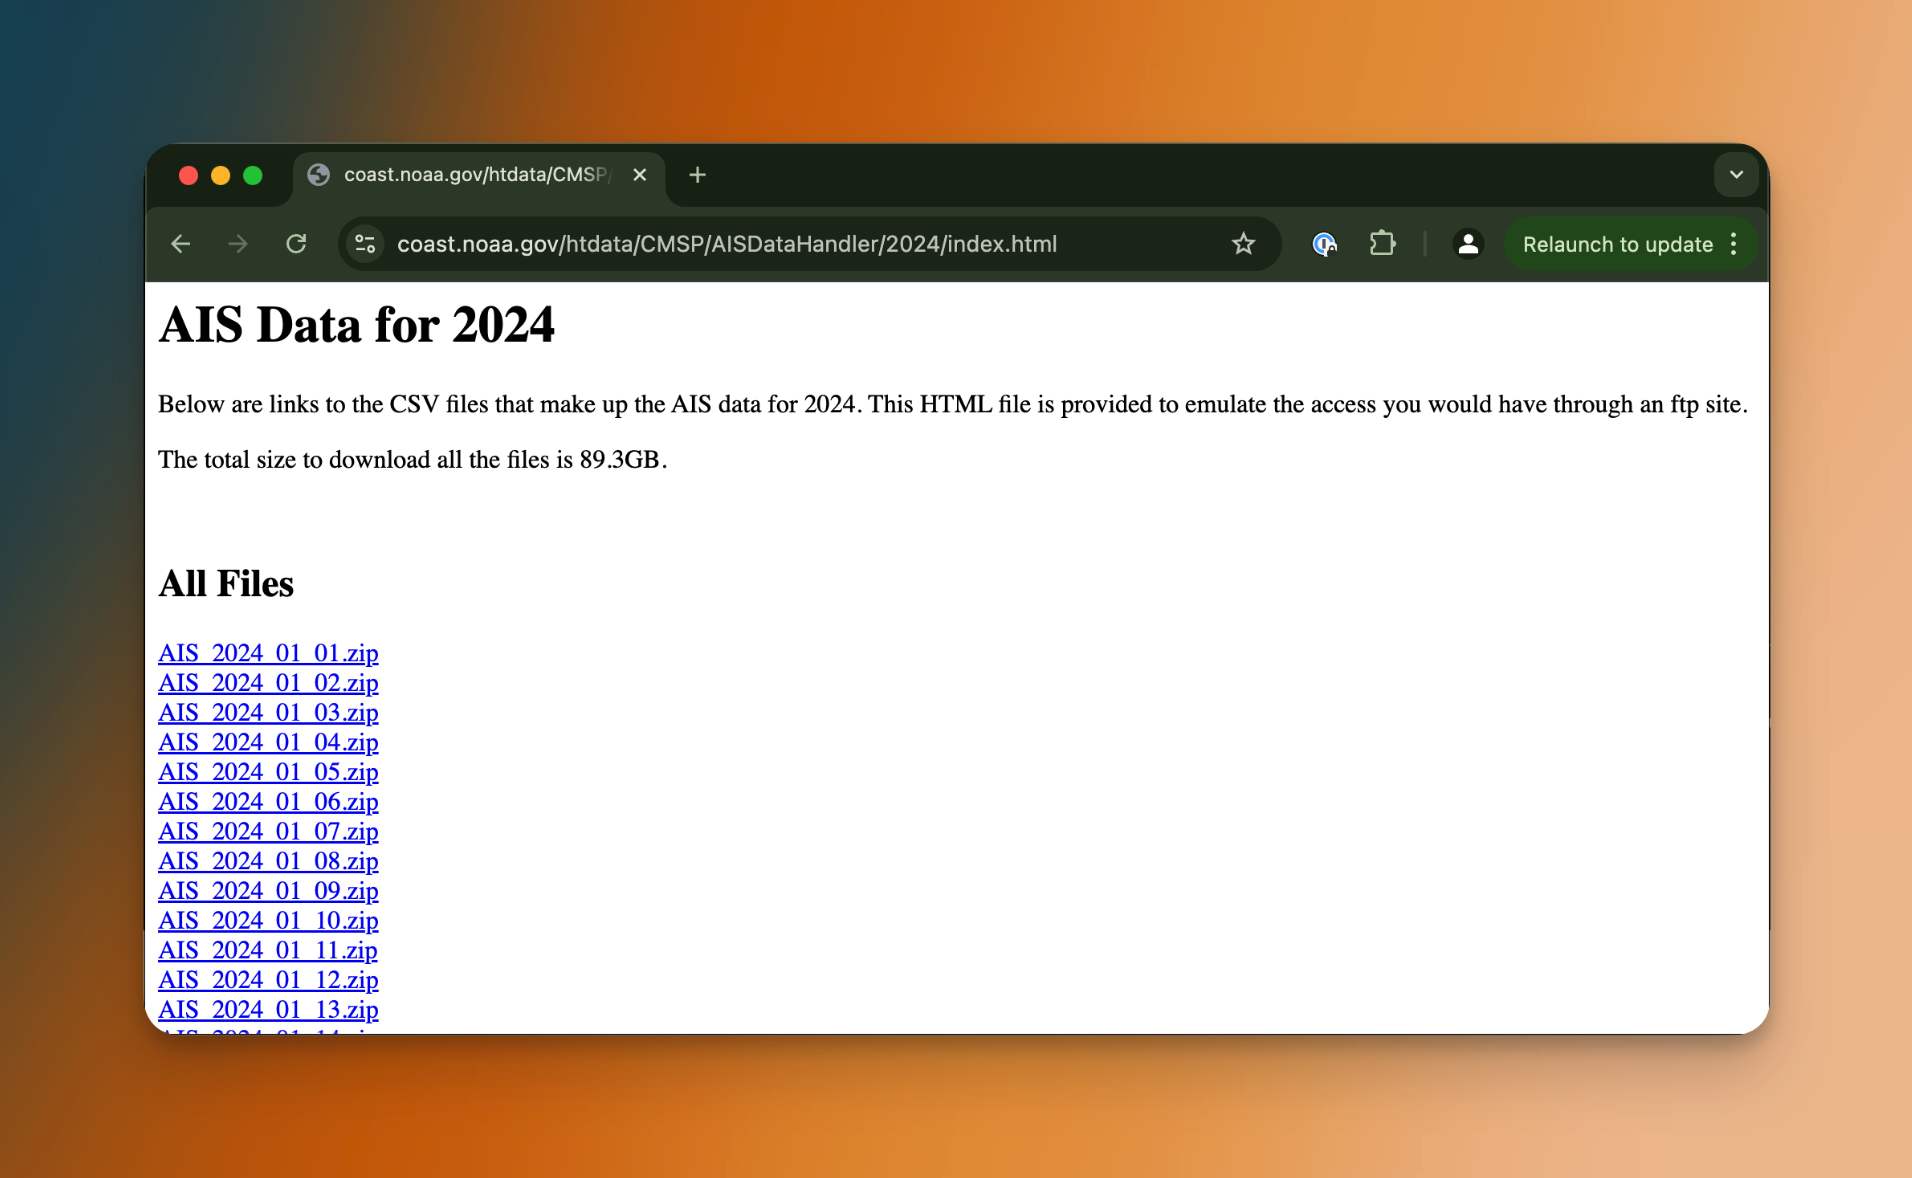 coast.noaa.gov/htdata/CMSP/
coast.noaa.gov/htdata/CMSP/AISDataHandler/2024/index.html
Relaunch to update
AIS Data for 2024
Below are links to the CSV files that make up the AIS data for 2024. This HTML file is provided to emulate the access you would have through an ftp site.
The total size to download all the files is 89.3GB.
All Files
AIS_2024_01_01.zip
AIS_2024_01_02.zip
AIS_2024_01_03.zip
AIS_2024_01_04.zip
AIS_2024_01_05.zip
AIS_2024_01_06.zip
AIS_2024_01_07.zip
AIS_2024_01_08.zip
AIS_2024_01_09.zip
AIS_2024_01_10.zip
AIS_2024_01_11.zip
AIS_2024_01_12.zip
AIS_2024_01_13.zip